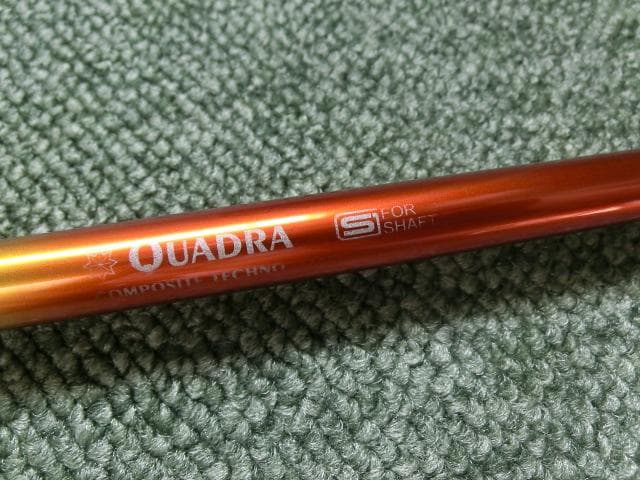 QUADRA
COMPOSITE TECHNO
S FOR
SHAFT